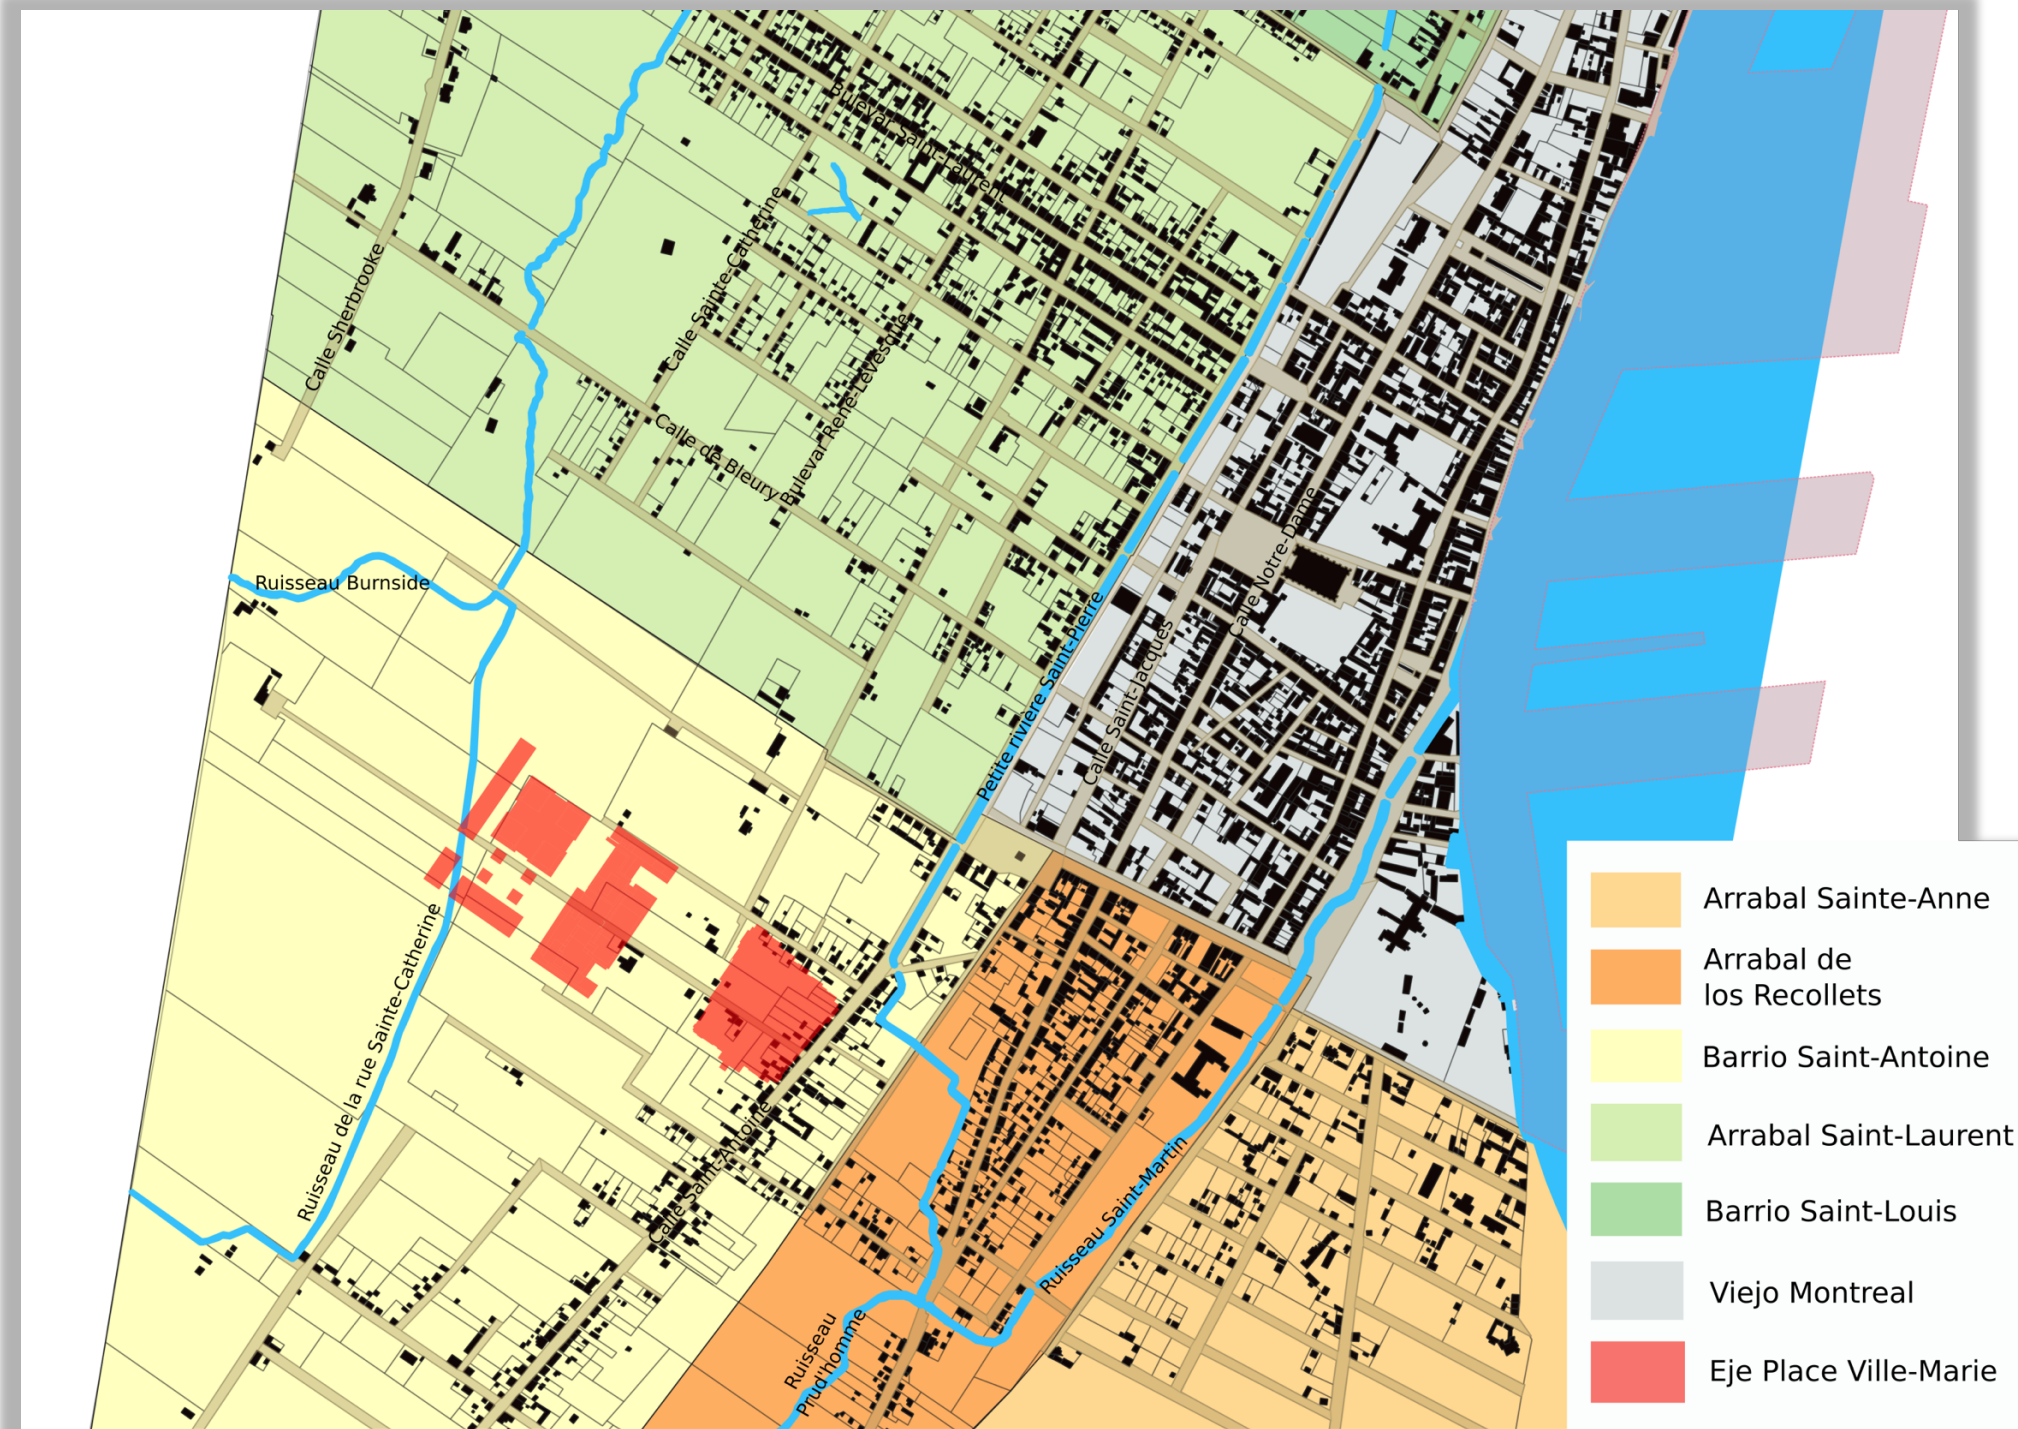 Bulevar Saint-Laurent
Calle Sainte-Catherine
Calle Sherbrooke
Bulevar René-Lévesque
Calle de Bleury
Calle Notre-Dame
Ruisseau Burnside
Petite rivière Saint-Pierre
Calle Saint-Jacques
Ruisseau de la rue Sainte-Catherine
Calle Saint-Antoine
Ruisseau Saint-Martin
Ruisseau
Prud'homme
Arrabal Sainte-Anne
Arrabal de
los Recollets
Barrio Saint-Antoine
Arrabal Saint-Laurent
Barrio Saint-Louis
Viejo Montreal
Eje Place Ville-Marie